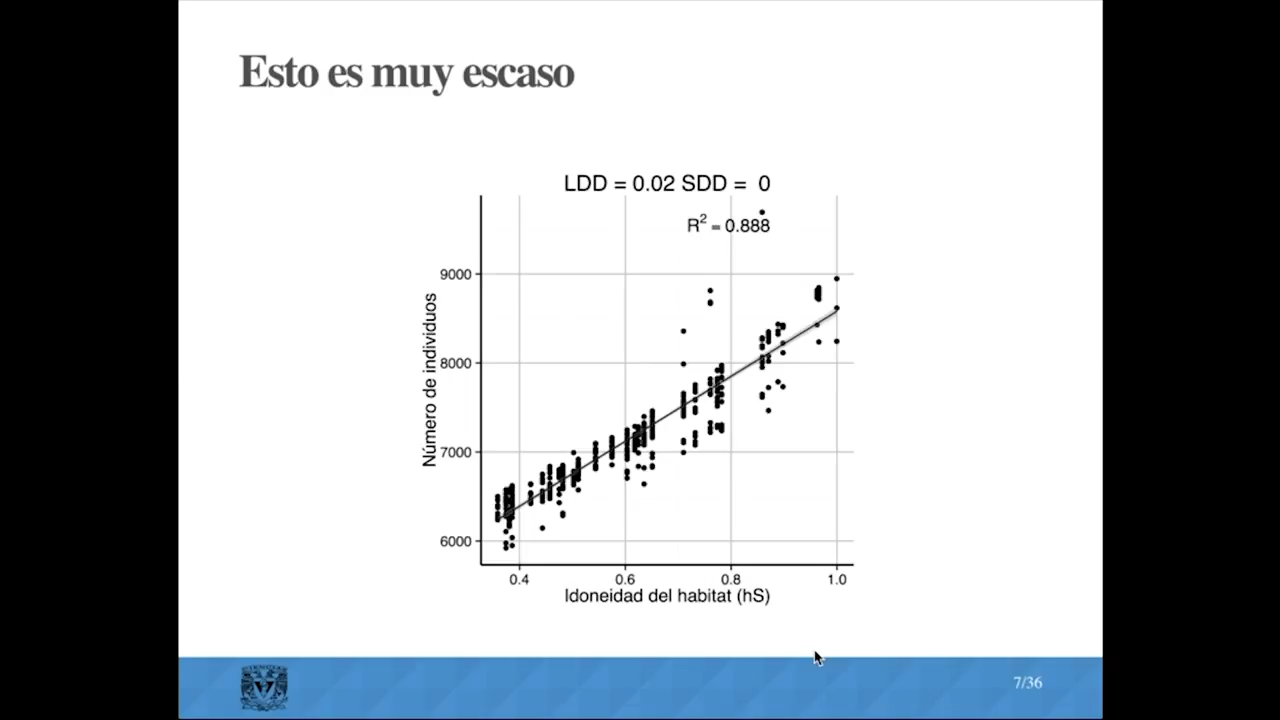 Esto es muy escaso
LDD = 0.02 SDD = 0
R² = 0.888
9000
8000
7000
6000
Número de individuos
0.4 0.6 0.8 1.0
Idoneidad del habitat (hS)
7/36